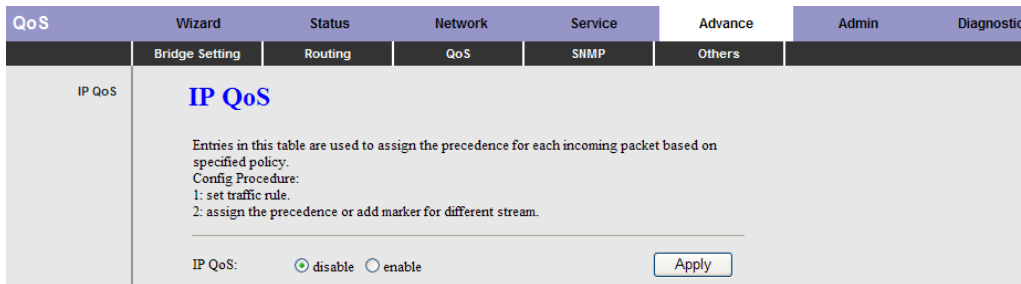 QoS Wizard Status Network Service Advance Admin Diagnostic
Bridge Setting Routing QoS SNMP Others
IP QoS
IP QoS
Entries in this table are used to assign the precedence for each incoming packet based on
specified policy.
Config Procedure:
1: set traffic rule.
2: assign the precedence or add marker for different stream.
IP QoS: disable enable Apply